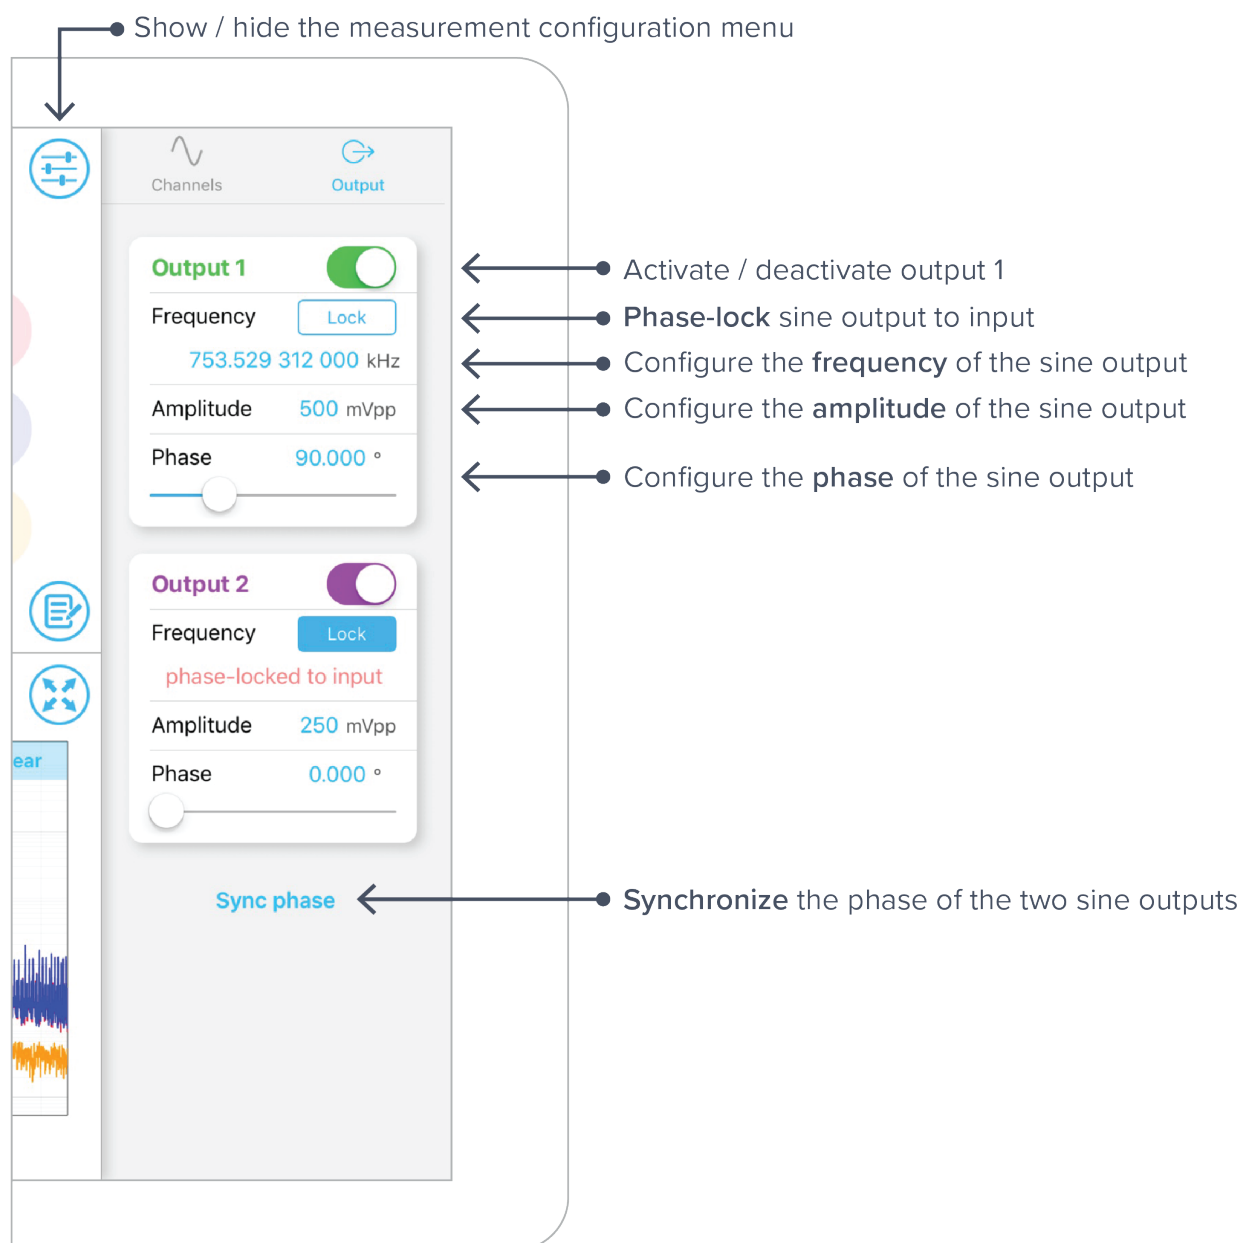 Show / hide the measurement configuration menu
Channels
Output
Output 1
Activate / deactivate output 1
Frequency
Lock
Phase-lock sine output to input
753.529 312 000 kHz
Configure the frequency of the sine output
Amplitude
500 mVpp
Configure the amplitude of the sine output
Phase
90.000 °
Configure the phase of the sine output
Output 2
Frequency
Lock
phase-locked to input
Amplitude
250 mVpp
ear
Phase
0.000 °
Sync phase
Synchronize the phase of the two sine outputs